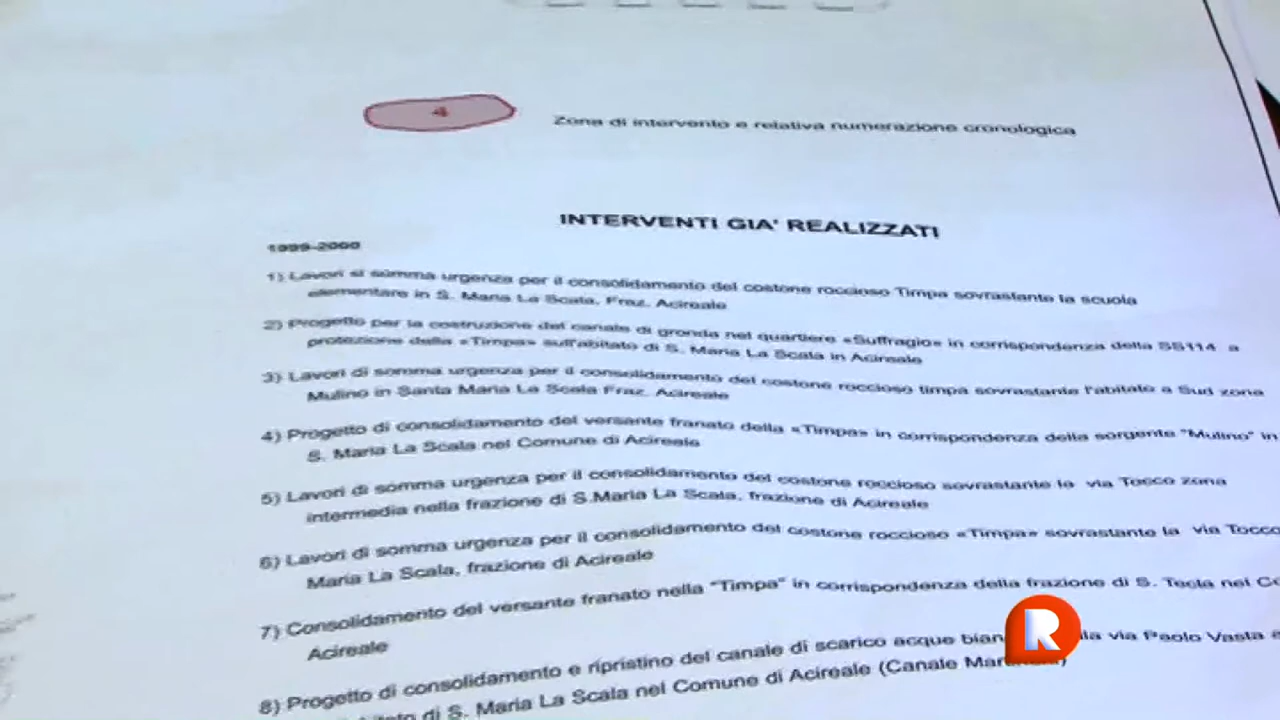 4
Zona di intervento e relativa numerazione cronologica
INTERVENTI GIA' REALIZZATI
1999-2000
1) Lavori si somma urgenza per il consolidamento del costone roccioso Timpa sovrastante la scuola
elementare in S. Maria La Scala, Fraz. Acireale
2) Progetto per la costruzione del canale di gronda nel quartiere «Suffragio» in corrispondenza della SS114 a
protezione della «Timpa» sull'abitato di S. Maria La Scala in Acireale
3) Lavori di somma urgenza per il consolidamento del costone roccioso timpa sovrastante l'abitato a Sud zona
Mulino in Santa Maria La Scala Fraz. Acireale
4) Progetto di consolidamento del versante franato della «Timpa» in corrispondenza della sorgente "Mulino" in
S. Maria La Scala nel Comune di Acireale
5) Lavori di somma urgenza per il consolidamento del costone roccioso sovrastante la via Tocco zona
intermedia nella frazione di S.Maria La Scala, frazione di Acireale
6) Lavori di somma urgenza per il consolidamento del costone roccioso «Timpa» sovrastante la via Tocco
Maria La Scala, frazione di Acireale
7) Consolidamento del versante franato nella "Timpa" in corrispondenza della frazione di S. Tecla nel
Acireale
8) Progetto di consolidamento e ripristino del canale di scarico acque via Paolo Vasta
di S. Maria La Scala nel Comune di Acireale (Canale
R